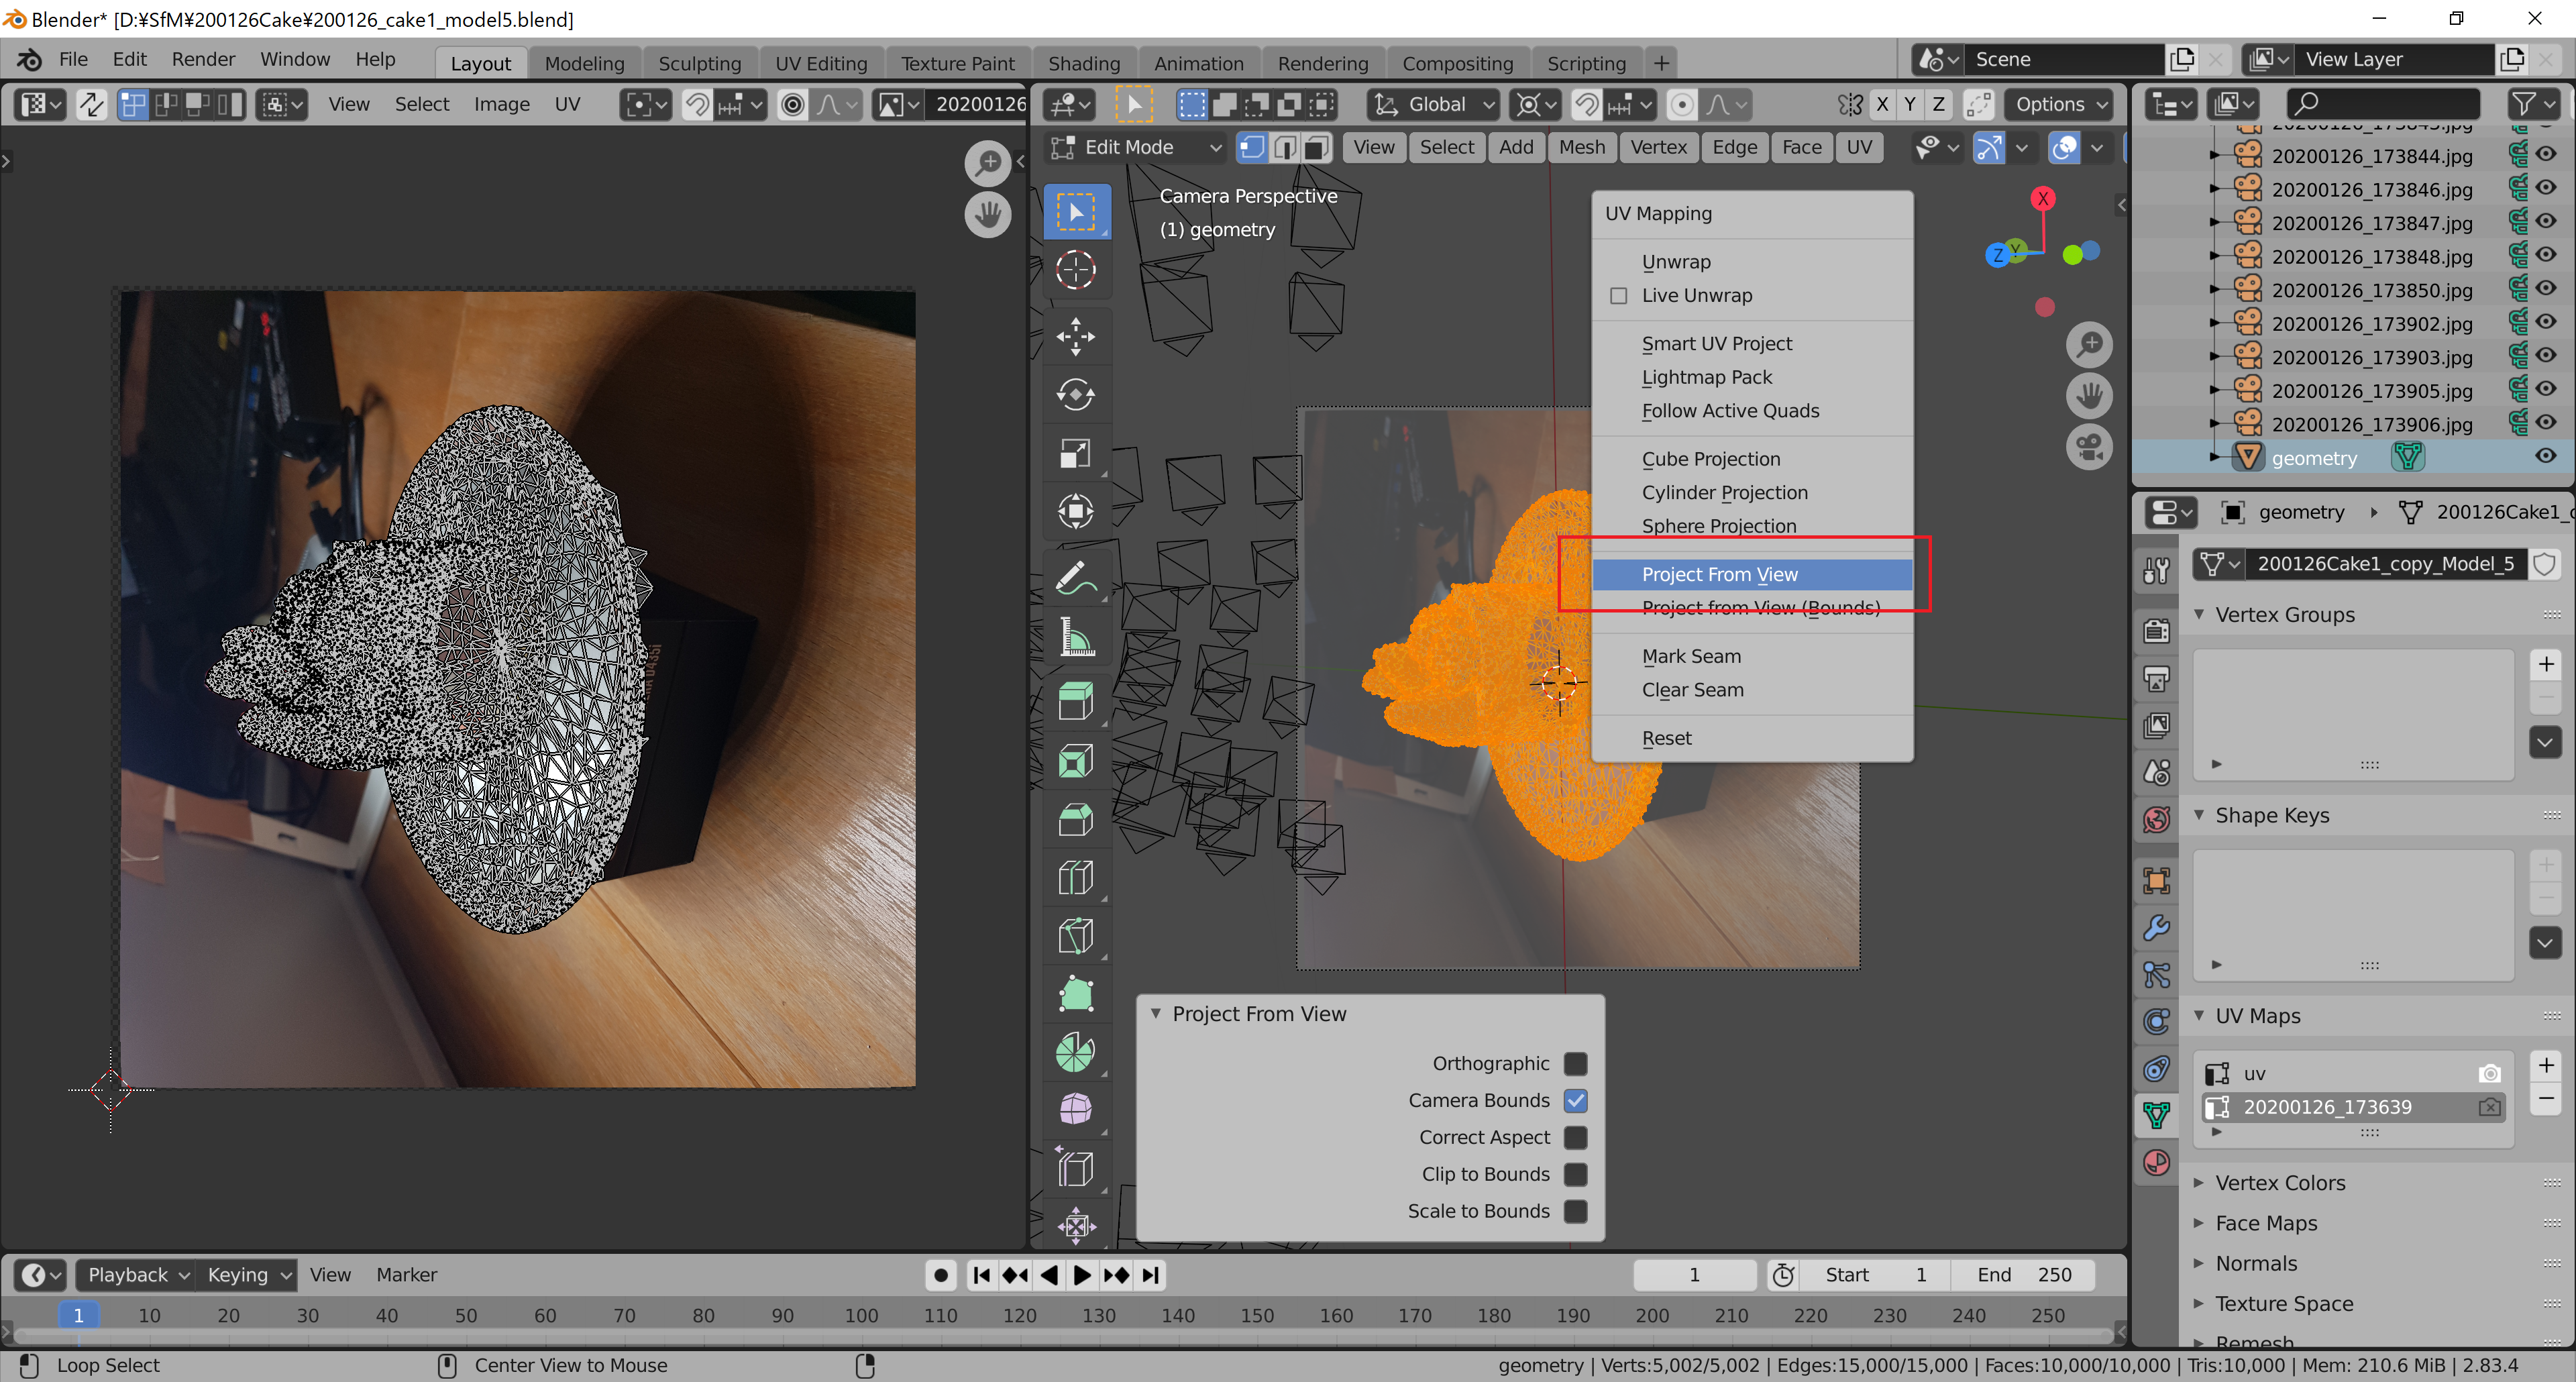 Blender* [D:¥SfM¥200126Cake¥200126_cake1_model5.blend]
File Edit Render Window Help Layout Modeling Sculpting UV Editing Texture Paint Shading Animation Rendering Compositing Scripting + Scene View Layer
View Select Image UV 20200126 Global X Y Z Options
Edit Mode View Select Add Mesh Vertex Edge Face UV
Camera Perspective
(1) geometry
UV Mapping
Unwrap
Live Unwrap
Smart UV Project
Lightmap Pack
Follow Active Quads
Cube Projection
Cylinder Projection
Sphere Projection
Project From View
Project from View (Bounds)
Mark Seam
Clear Seam
Reset
X
Y
Z
Project From View
Orthographic
Camera Bounds
Correct Aspect
Clip to Bounds
Scale to Bounds
20200126_173843.jpg
20200126_173844.jpg
20200126_173846.jpg
20200126_173847.jpg
20200126_173848.jpg
20200126_173850.jpg
20200126_173902.jpg
20200126_173903.jpg
20200126_173905.jpg
20200126_173906.jpg
geometry
geometry 200126Cake1_c
200126Cake1_copy_Model_5
Vertex Groups
Shape Keys
UV Maps
uv
20200126_173639
Vertex Colors
Face Maps
Normals
Texture Space
Remesh
Playback Keying View Marker 1 Start 1 End 250
1 10 20 30 40 50 60 70 80 90 100 110 120 130 140 150 160 170 180 190 200 210 220 230 240 250
Loop Select Center View to Mouse geometry | Verts:5,002/5,002 | Edges:15,000/15,000 | Faces:10,000/10,000 | Tris:10,000 | Mem: 210.6 MiB | 2.83.4